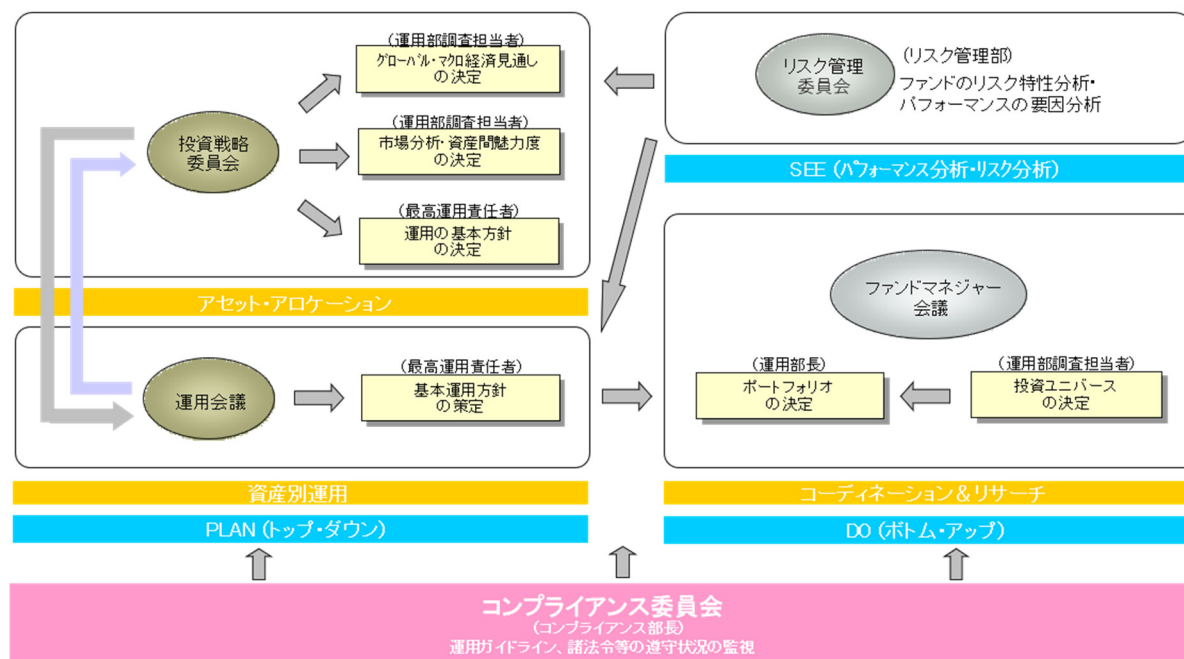 (運用部調査担当者)
グローバル・マクロ経済見通し
の決定
投資戦略
委員会
(運用部調査担当者)
市場分析・資産間魅力度
の決定
(最高運用責任者)
運用の基本方針
の決定
アセット・アロケーション
運用会議
(最高運用責任者)
基本運用方針
の策定
資産別運用
PLAN (トップ・ダウン)
リスク管理
委員会
(リスク管理部)
ファンドのリスク特性分析・
パフォーマンスの要因分析
SEE (パフォーマンス分析・リスク分析)
ファンドマネジャー
会議
(運用部長)
ポートフォリオ
の決定
(運用部調査担当者)
投資ユニバース
の決定
コーディネーション&リサーチ
DO (ボトム・アップ)
コンプライアンス委員会
(コンプライアンス部長)
運用ガイドライン、諸法令等の遵守状況の監視